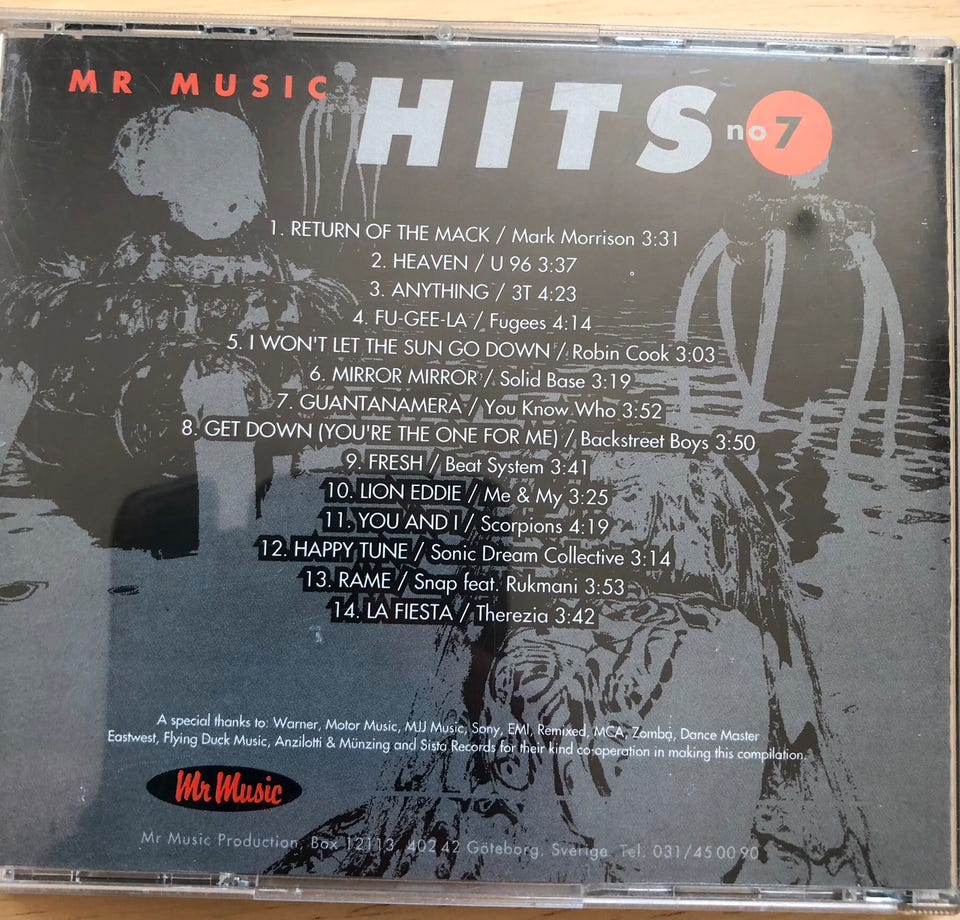 MR MUSIC HITS no 7
1. RETURN OF THE MACK / Mark Morrison 3:31
2. HEAVEN / U 96 3:37
3. ANYTHING / 3T 4:23
4. FU-GEE-LA / Fugees 4:14
5. I WON'T LET THE SUN GO DOWN / Robin Cook 3:03
6. MIRROR MIRROR / Solid Base 3:19
7. GUANTANAMERA / You Know Who 3:52
8. GET DOWN (YOU'RE THE ONE FOR ME) / Backstreet Boys 3:50
9. FRESH / Beat System 3:41
10. LION EDDIE / Me & My 3:25
11. YOU AND I / Scorpions 4:19
12. HAPPY TUNE / Sonic Dream Collective 3:14
13. RAME / Snap feat. Rukmani 3:53
14. LA FIESTA / Therezia 3:42
A special thanks to: Warner, Motor Music, MJJ Music, Sony, EMI, Remixed, MCA, Zomba, Dance Master
Eastwest, Flying Duck Music, Anzilotti & Münzing and Sista Records for their kind co-operation in making this compilation.
Mr Music
Mr Music Production, Box 12113, 402 42 Göteborg, Sverige. Tel. 031/45 00 90